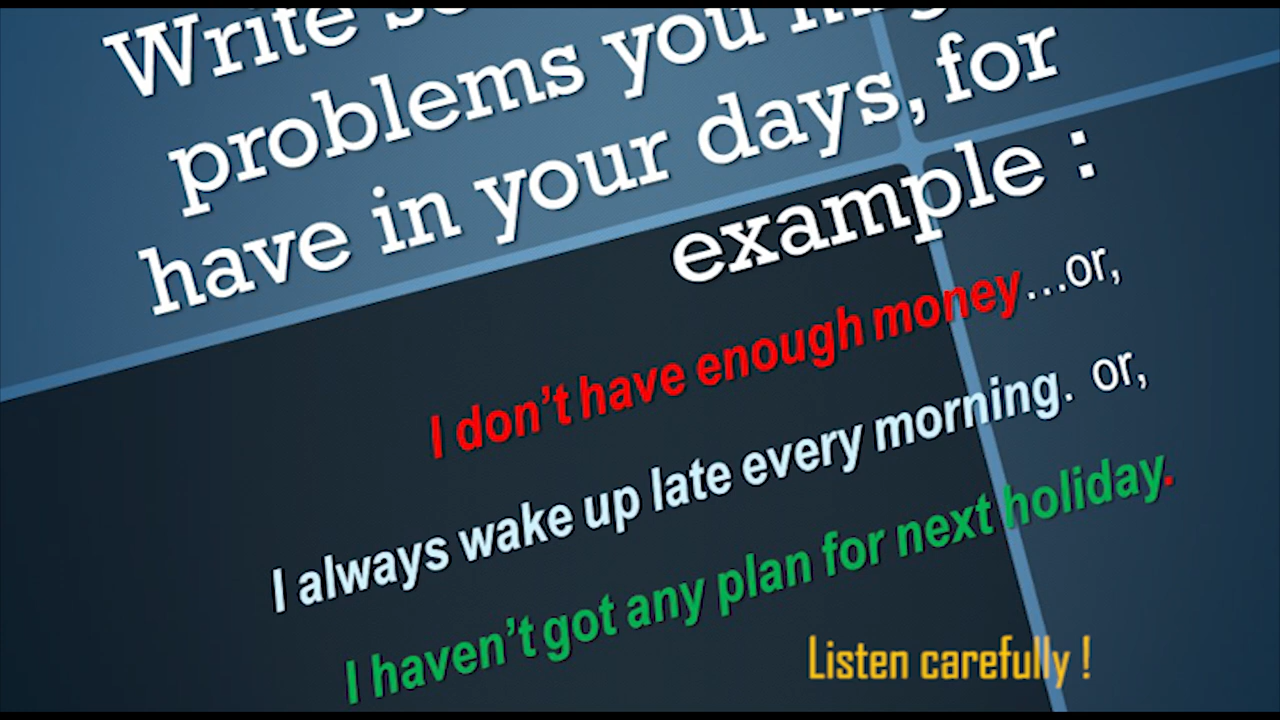 Write
problems you
have in your days, for
example :
I don't have enough money...or,
I always wake up late every morning. or,
I haven't got any plan for next holiday.
Listen carefully !